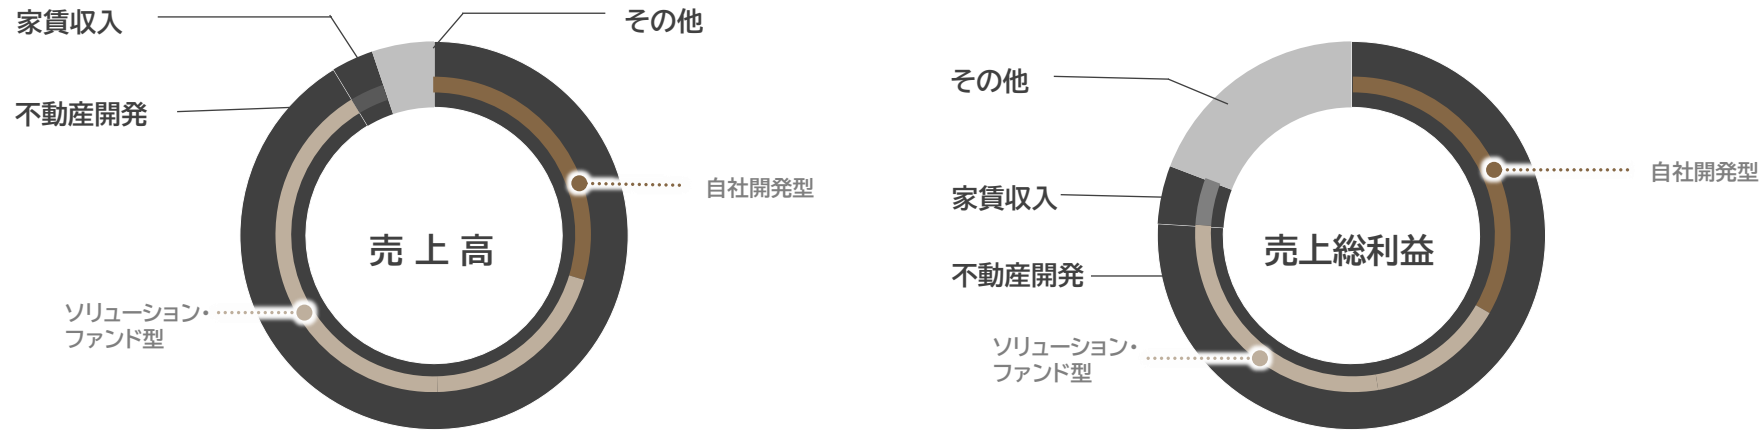 家賃収入
その他
不動産開発
自社開発型
売上高
ソリューション・
ファンド型
その他
自社開発型
家賃収入
売上総利益
不動産開発
ソリューション・
ファンド型